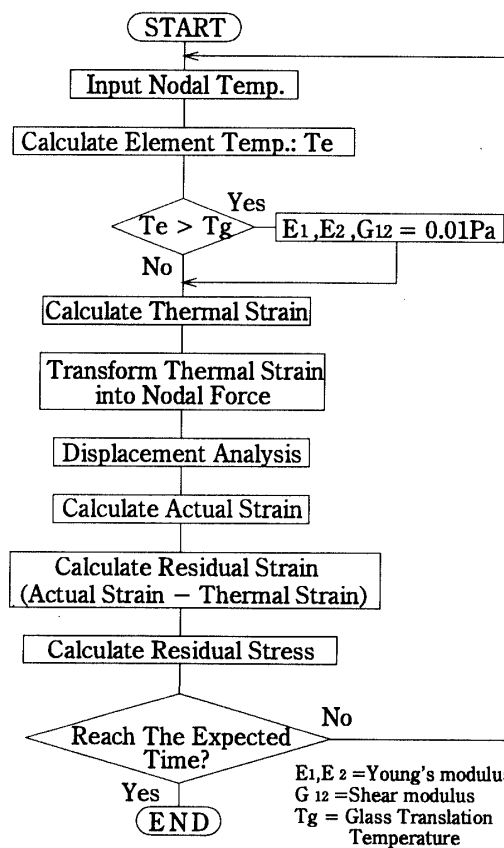 START
Input Nodal Temp.
Calculate Element Temp.: Te
Te > Tg
Yes
E1,E2,G12 = 0.01Pa
No
Calculate Thermal Strain
Transform Thermal Strain
into Nodal Force
Displacement Analysis
Calculate Actual Strain
Calculate Residual Strain
(Actual Strain − Thermal Strain)
Calculate Residual Stress
Reach The Expected
Time?
No
Yes
END
E1,E2 =Young's modulus
G12 =Shear modulus
Tg = Glass Translation
Temperature